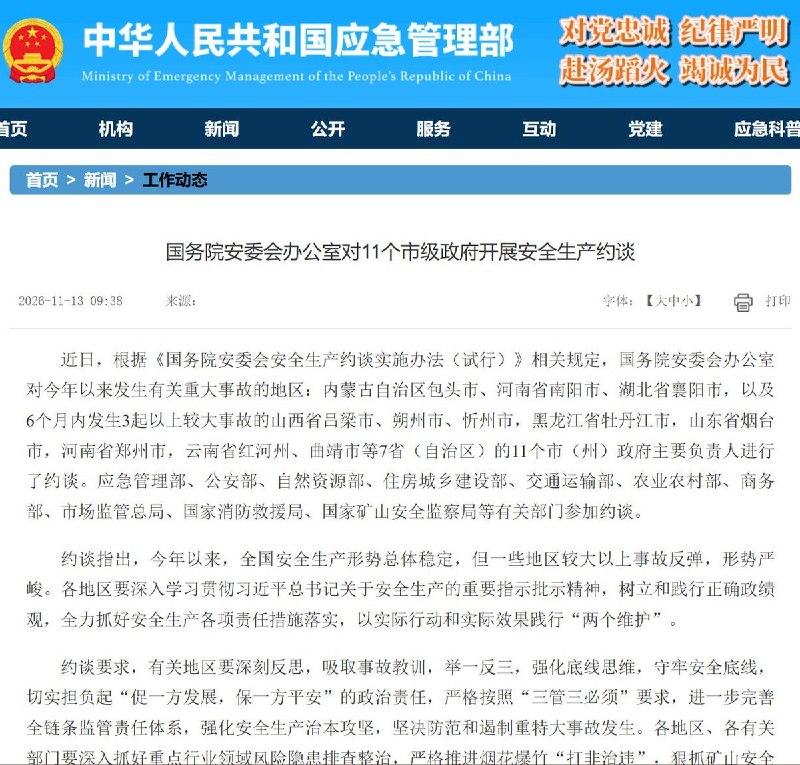 中华人民共和国应急管理部
Ministry of Emergency Management of the People's Republic of China
对党忠诚 纪律严明
赴汤蹈火 竭诚为民
首页 机构 新闻 公开 服务 互动 党建 应急科普
首页 > 新闻 > 工作动态
国务院安委会办公室对11个市级政府开展安全生产约谈
2026-11-13 09:38 来源: 字体:【大中小】 打印
近日，根据《国务院安委会安全生产约谈实施办法（试行）》相关规定，国务院安委会办公室
对今年以来发生有关重大事故的地区：内蒙古自治区包头市、河南省南阳市、湖北省襄阳市，以及
6个月内发生3起以上较大事故的山西省吕梁市、朔州市、忻州市，黑龙江省牡丹江市，山东省烟台
市，河南省郑州市，云南省红河州、曲靖市等7省（自治区）的11个市（州）政府主要负责人进行
了约谈。应急管理部、公安部、自然资源部、住房城乡建设部、交通运输部、农业农村部、商务
部、市场监管总局、国家消防救援局、国家矿山安全监察局等有关部门参加约谈。
约谈指出，今年以来，全国安全生产形势总体稳定，但一些地区较大以上事故反弹，形势严
峻。各地区要深入学习贯彻习近平总书记关于安全生产的重要指示批示精神，树立和践行正确政绩
观，全力抓好安全生产各项责任措施落实，以实际行动和实际效果践行“两个维护”。
约谈要求，有关地区要深刻反思，吸取事故教训，举一反三，强化底线思维，守牢安全底线，
切实担负起“促一方发展，保一方平安”的政治责任，严格按照“三管三必须”要求，进一步完善
全链条监管责任体系，强化安全生产治本攻坚，坚决防范和遏制重特大事故发生。各地区、各有关
部门要深入抓好重点行业领域风险隐患排查整治，严格推进烟花爆竹“打非治违”，狠抓矿山安全